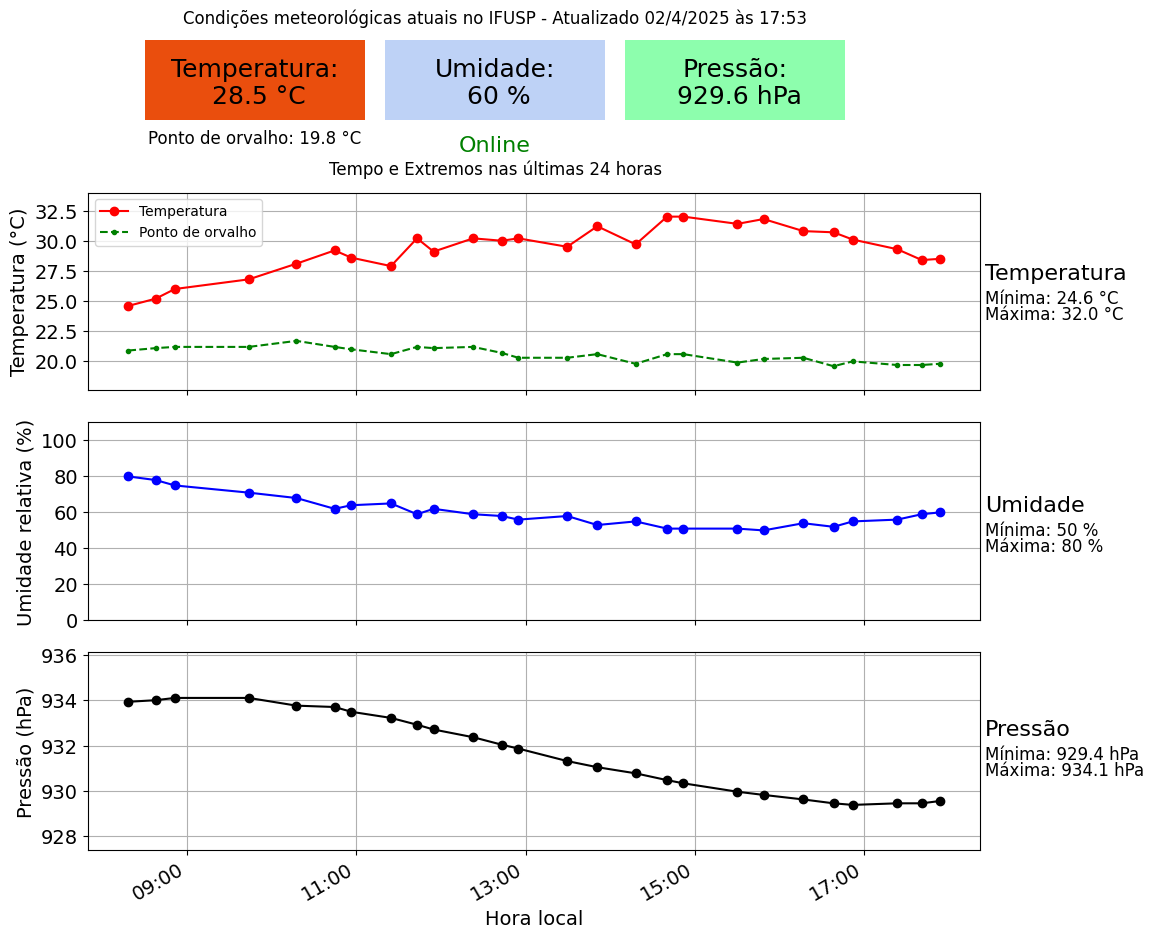 Condições meteorológicas atuais no IFUSP - Atualizado 02/4/2025 às 17:53
Temperatura:
28.5 °C
Umidade:
60 %
Pressão:
929.6 hPa
Ponto de orvalho: 19.8 °C
Online
Tempo e Extremos nas últimas 24 horas
Temperatura (°C)
32.5
30.0
27.5
25.0
22.5
20.0
Temperatura
Ponto de orvalho
Temperatura
Mínima: 24.6 °C
Máxima: 32.0 °C
Umidade relativa (%)
100
80
60
40
20
0
Umidade
Mínima: 50 %
Máxima: 80 %
Pressão (hPa)
936
934
932
930
928
Pressão
Mínima: 929.4 hPa
Máxima: 934.1 hPa
09:00
11:00
13:00
15:00
17:00
Hora local